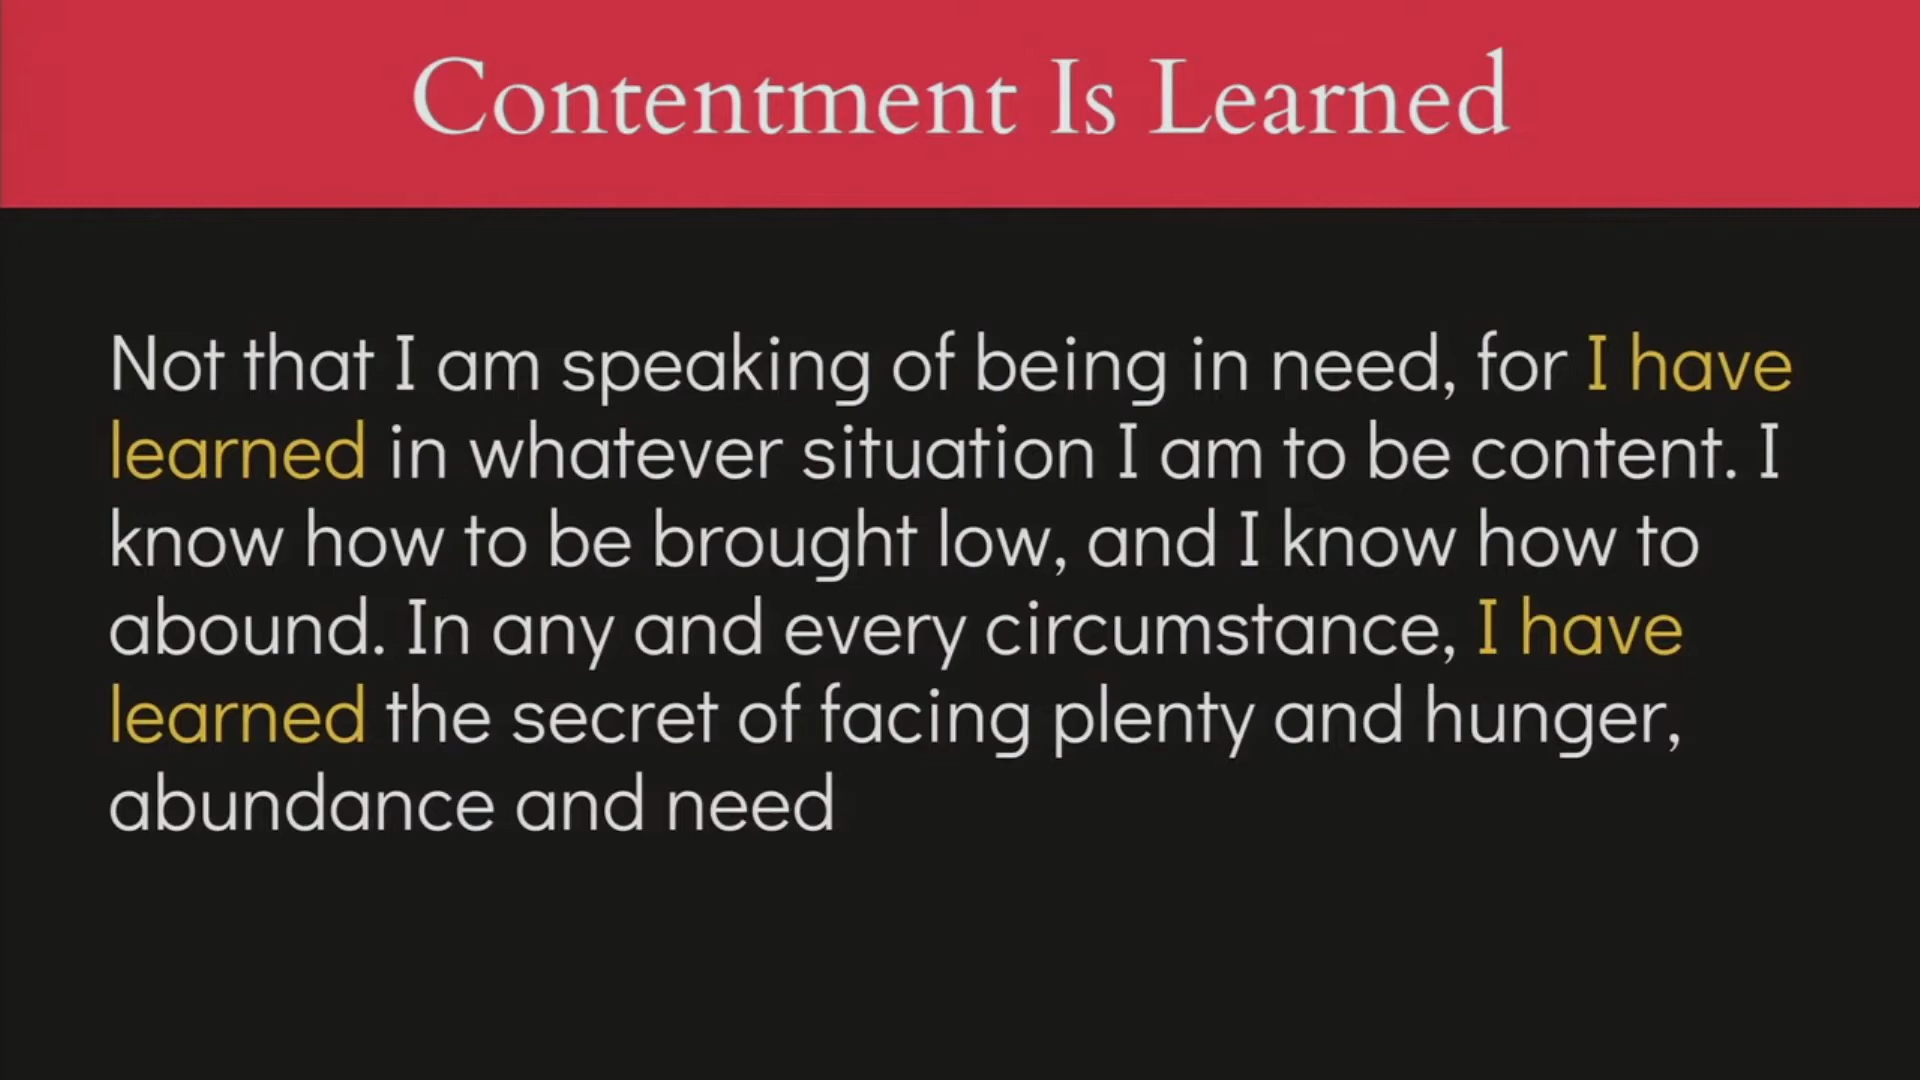 Contentment Is Learned
Not that I am speaking of being in need, for I have
learned in whatever situation I am to be content. I
know how to be brought low, and I know how to
abound. In any and every circumstance, I have
learned the secret of facing plenty and hunger,
abundance and need